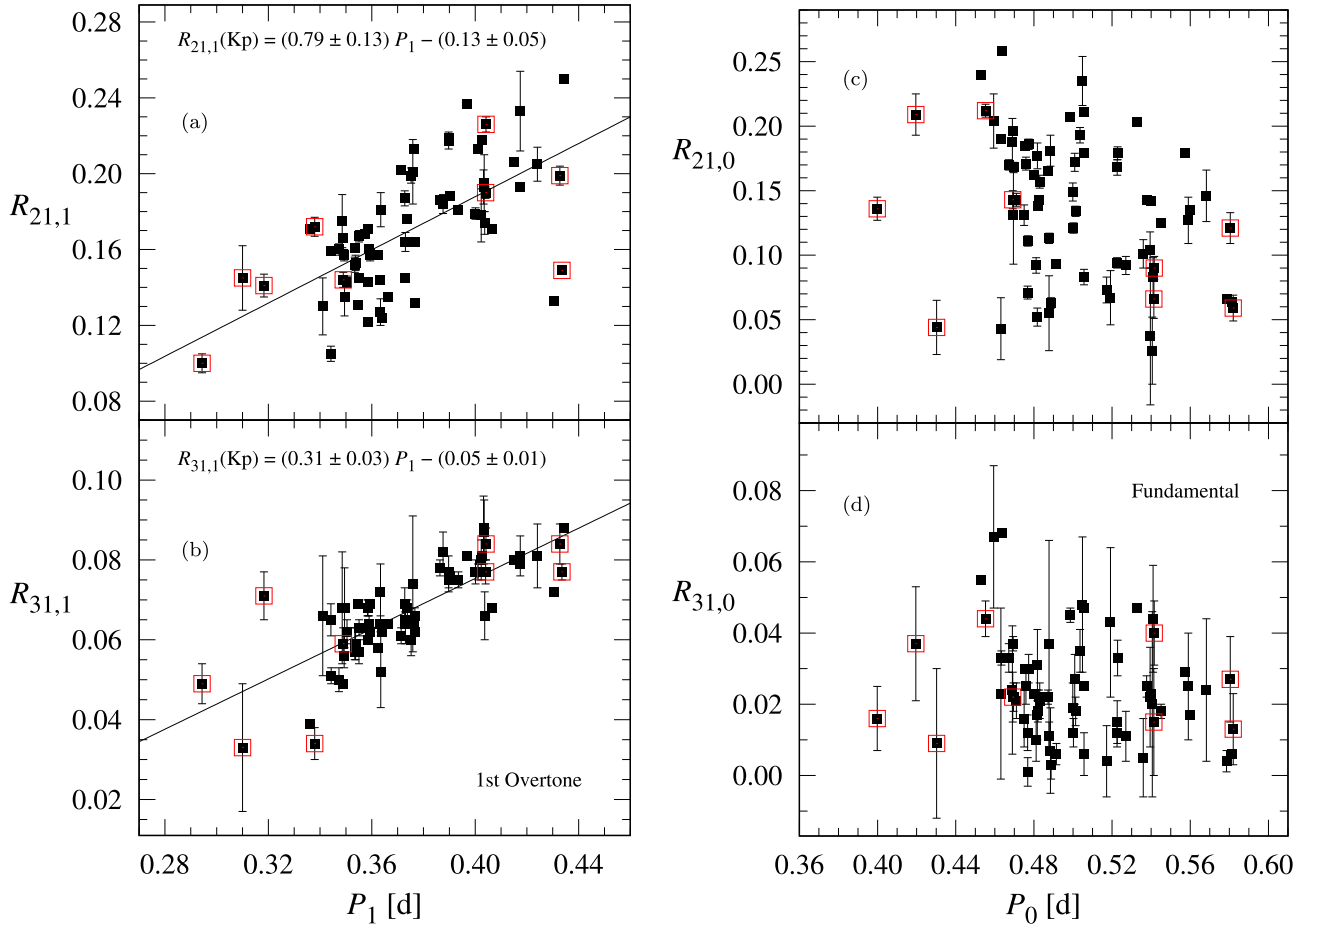 R21,1(Kp) = (0.79 ± 0.13) P1 − (0.13 ± 0.05)
(a)
R21,1
0.28
0.24
0.20
0.16
0.12
0.08
R31,1(Kp) = (0.31 ± 0.03) P1 − (0.05 ± 0.01)
(b)
R31,1
0.10
0.08
0.06
0.04
0.02
1st Overtone
0.28 0.32 0.36 0.40 0.44
P1 [d]
(c)
R21,0
0.25
0.20
0.15
0.10
0.05
0.00
Fundamental
(d)
R31,0
0.08
0.06
0.04
0.02
0.00
0.36 0.40 0.44 0.48 0.52 0.56 0.60
P0 [d]